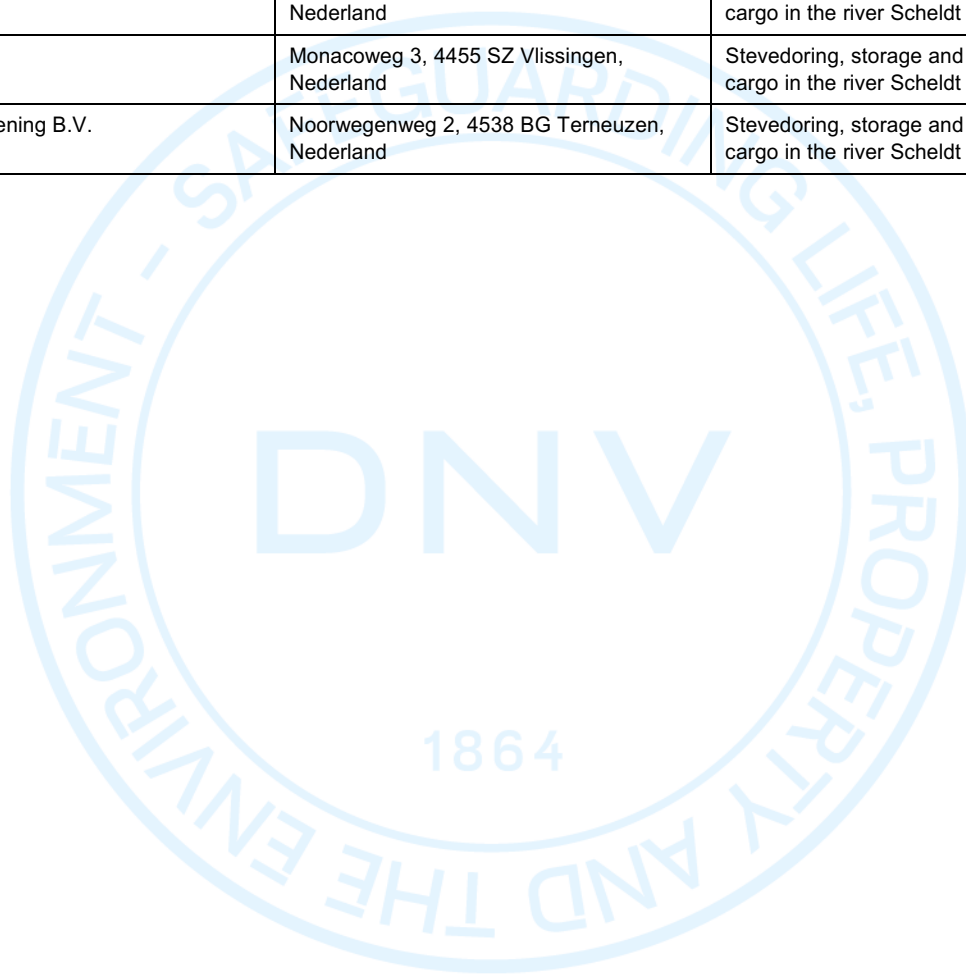 Nederland
cargo in the river Scheldt
Monacoweg 3, 4455 SZ Vlissingen,
Nederland
Stevedoring, storage and
cargo in the river Scheldt
ening B.V.
Noorwegenweg 2, 4538 BG Terneuzen,
Nederland
Stevedoring, storage and
cargo in the river Scheldt
SAFEGUARDING LIFE, PROPERTY AND THE ENVIRONMENT -
DNV
1864